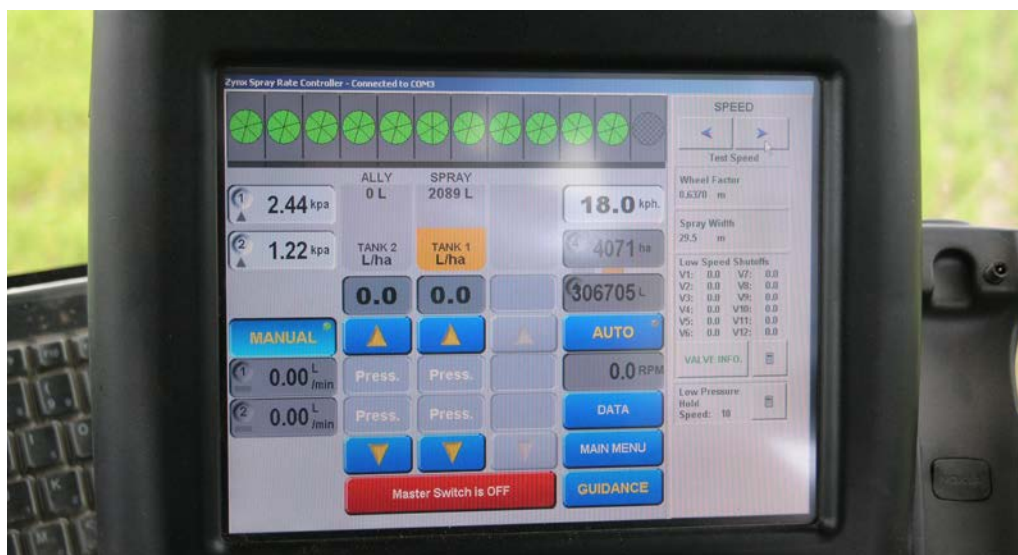 Zynx Spray Rate Controller - Connected to COM3
SPEED
Test Speed
ALLY
0 L
SPRAY
2089 L
1 2.44 kpa
18.0 kph.
Wheel Factor
0.6370 m
Spray Width
29.5 m
2 1.22 kpa
TANK 2
L/ha
TANK 1
L/ha
4071 ha
Low Speed Shutoffs
V1: 0.0 V7: 0.0
V2: 0.0 V8: 0.0
V3: 0.0 V9: 0.0
V4: 0.0 V10: 0.0
V5: 0.0 V11: 0.0
V6: 0.0 V12: 0.0
0.0
0.0
306705 L
MANUAL
AUTO
VALVE INFO.
1 0.00 L/min
Press.
Press.
0.0 RPM
Low Pressure
Hold
Speed: 18
2 0.00 L/min
Press.
Press.
DATA
MAIN MENU
Master Switch is OFF
GUIDANCE